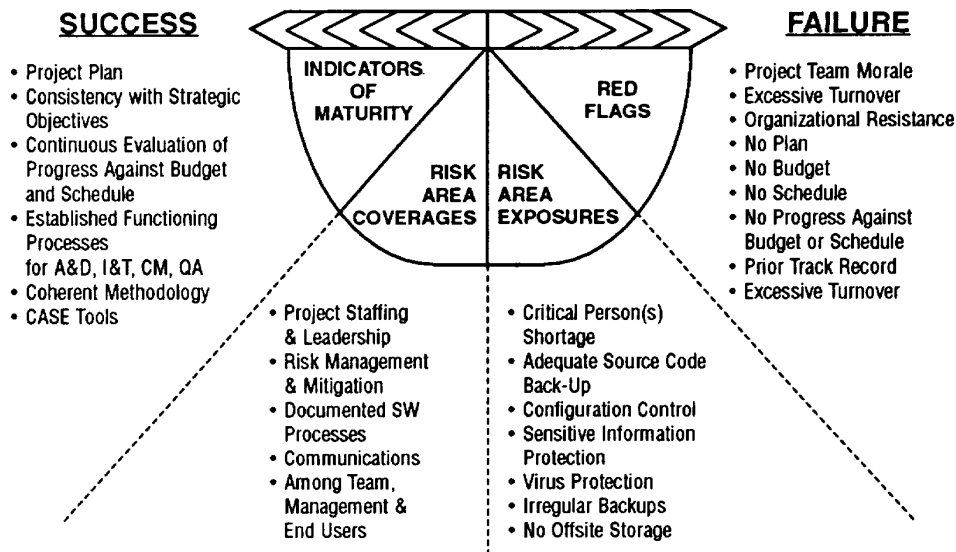 SUCCESS
• Project Plan
• Consistency with Strategic
Objectives
• Continuous Evaluation of
Progress Against Budget
and Schedule
• Established Functioning
Processes
for A&D, I&T, CM, QA
• Coherent Methodology
• CASE Tools
INDICATORS
OF
MATURITY
RISK
AREA
COVERAGES
RISK
AREA
EXPOSURES
RED
FLAGS
FAILURE
• Project Team Morale
• Excessive Turnover
• Organizational Resistance
• No Plan
• No Budget
• No Schedule
• No Progress Against
Budget or Schedule
• Prior Track Record
• Excessive Turnover
• Project Staffing
& Leadership
• Risk Management
& Mitigation
• Documented SW
Processes
• Communications
• Among Team,
Management &
End Users
• Critical Person(s)
Shortage
• Adequate Source Code
Back-Up
• Configuration Control
• Sensitive Information
Protection
• Virus Protection
• Irregular Backups
• No Offsite Storage